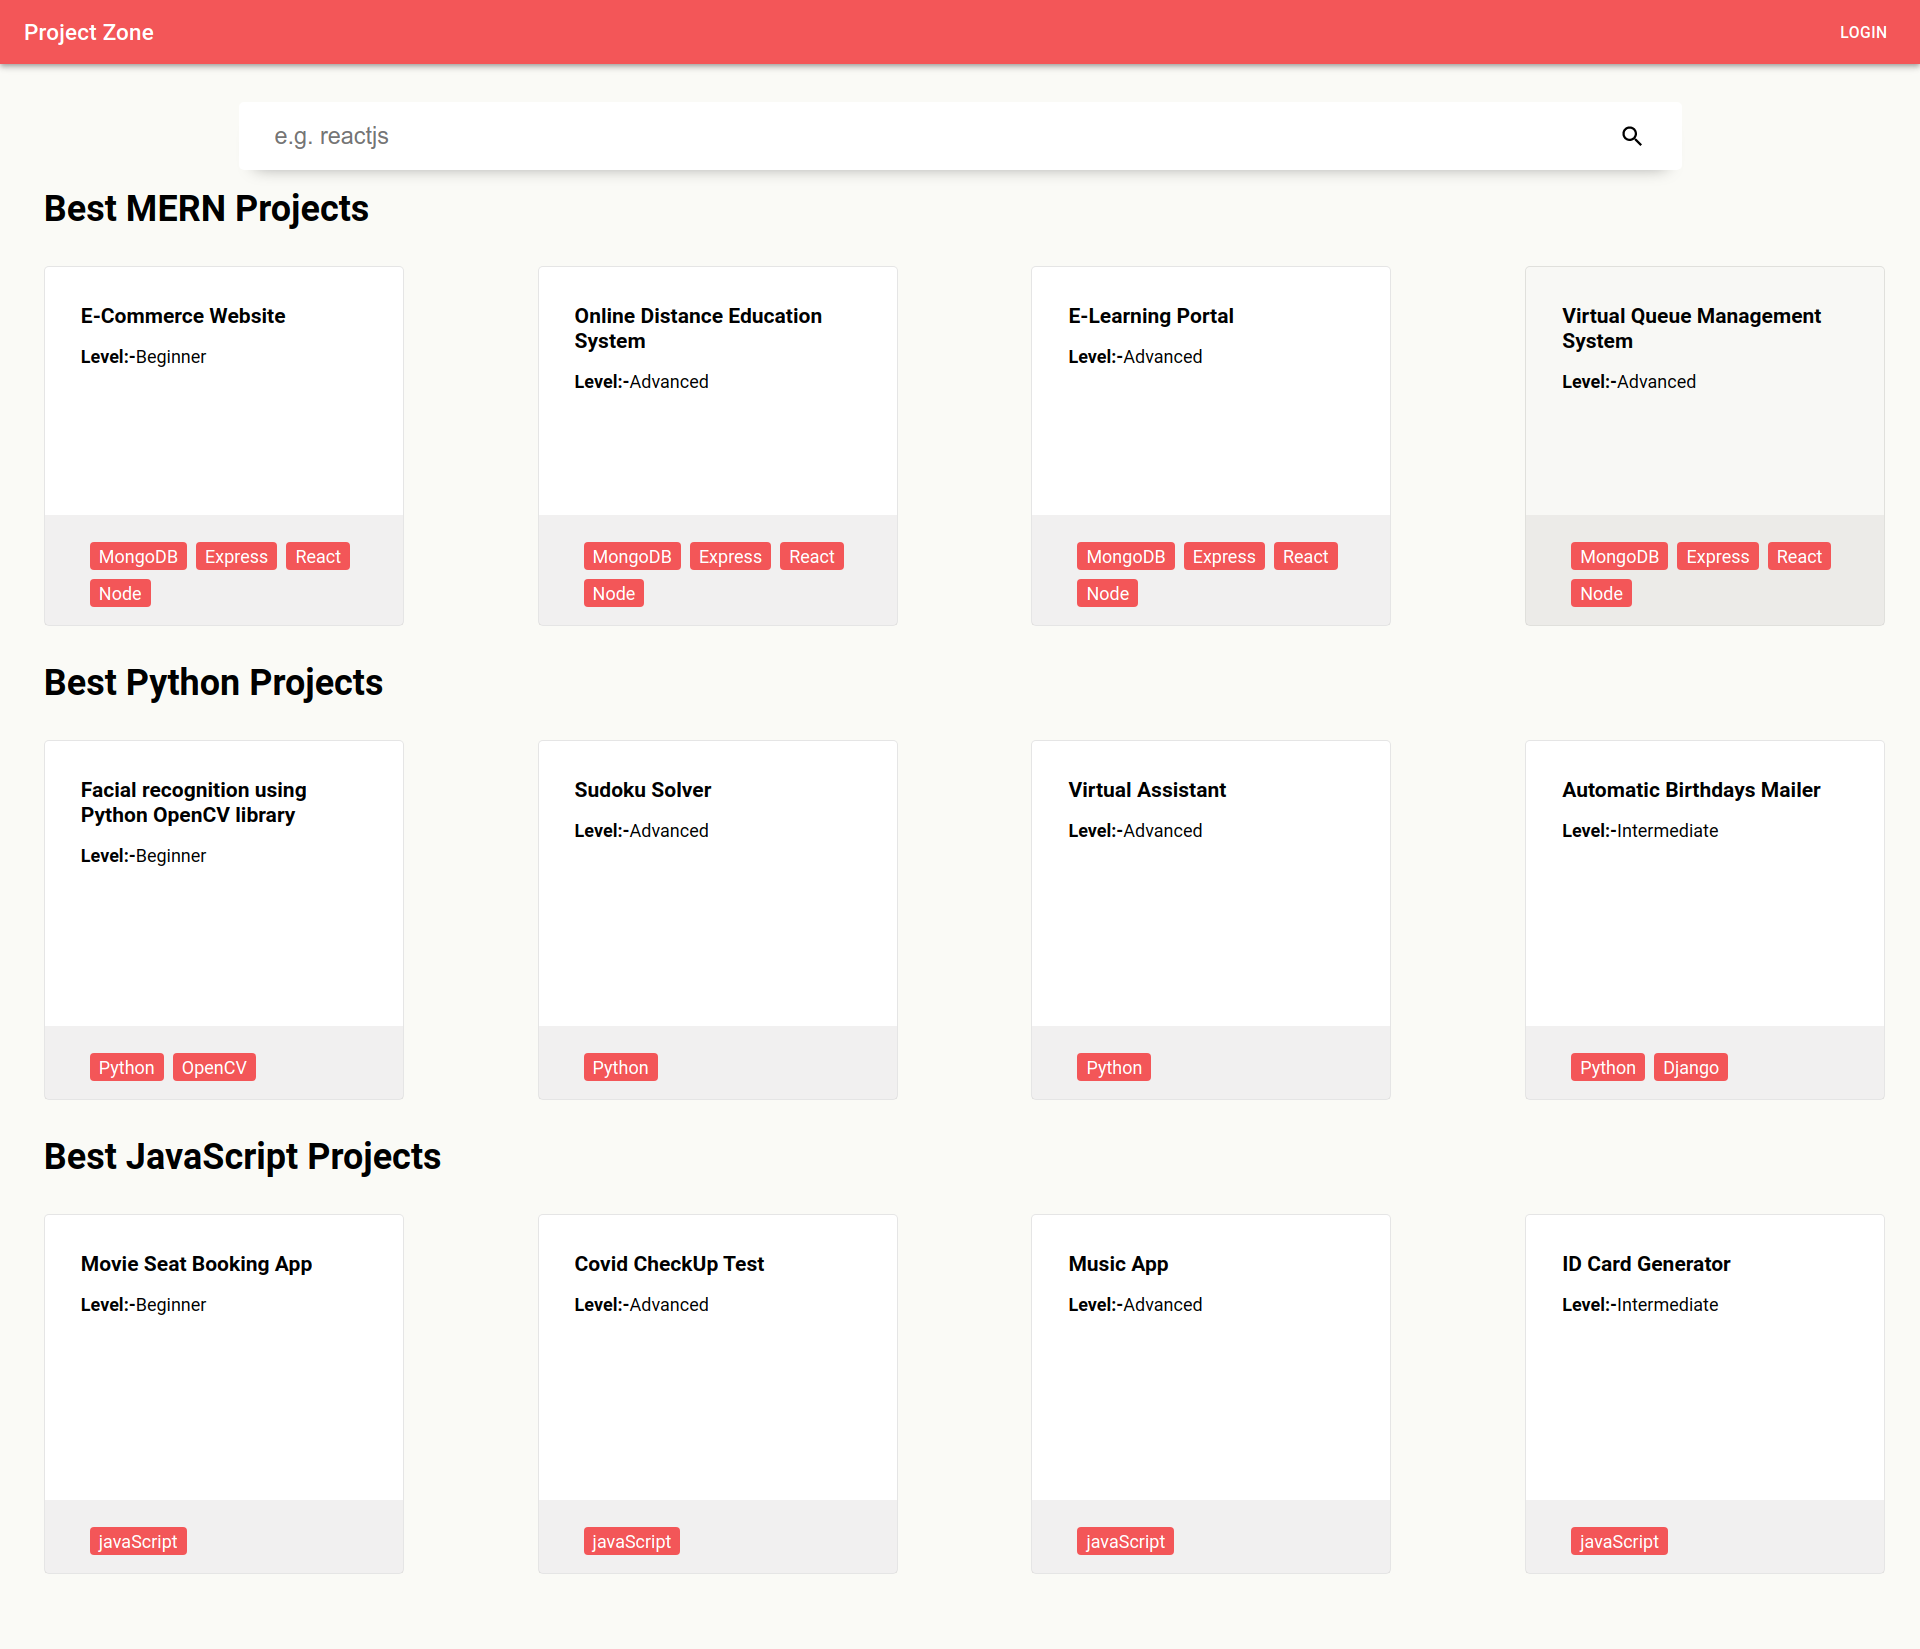 Project Zone
LOGIN
e.g. reactjs
Best MERN Projects
E-Commerce Website
Level:-Beginner
MongoDB Express React
Node
Online Distance Education
System
Level:-Advanced
MongoDB Express React
Node
E-Learning Portal
Level:-Advanced
MongoDB Express React
Node
Virtual Queue Management
System
Level:-Advanced
MongoDB Express React
Node
Best Python Projects
Facial recognition using
Python OpenCV library
Level:-Beginner
Python OpenCV
Sudoku Solver
Level:-Advanced
Python
Virtual Assistant
Level:-Advanced
Python
Automatic Birthdays Mailer
Level:-Intermediate
Python Django
Best JavaScript Projects
Movie Seat Booking App
Level:-Beginner
javaScript
Covid CheckUp Test
Level:-Advanced
javaScript
Music App
Level:-Advanced
javaScript
ID Card Generator
Level:-Intermediate
javaScript